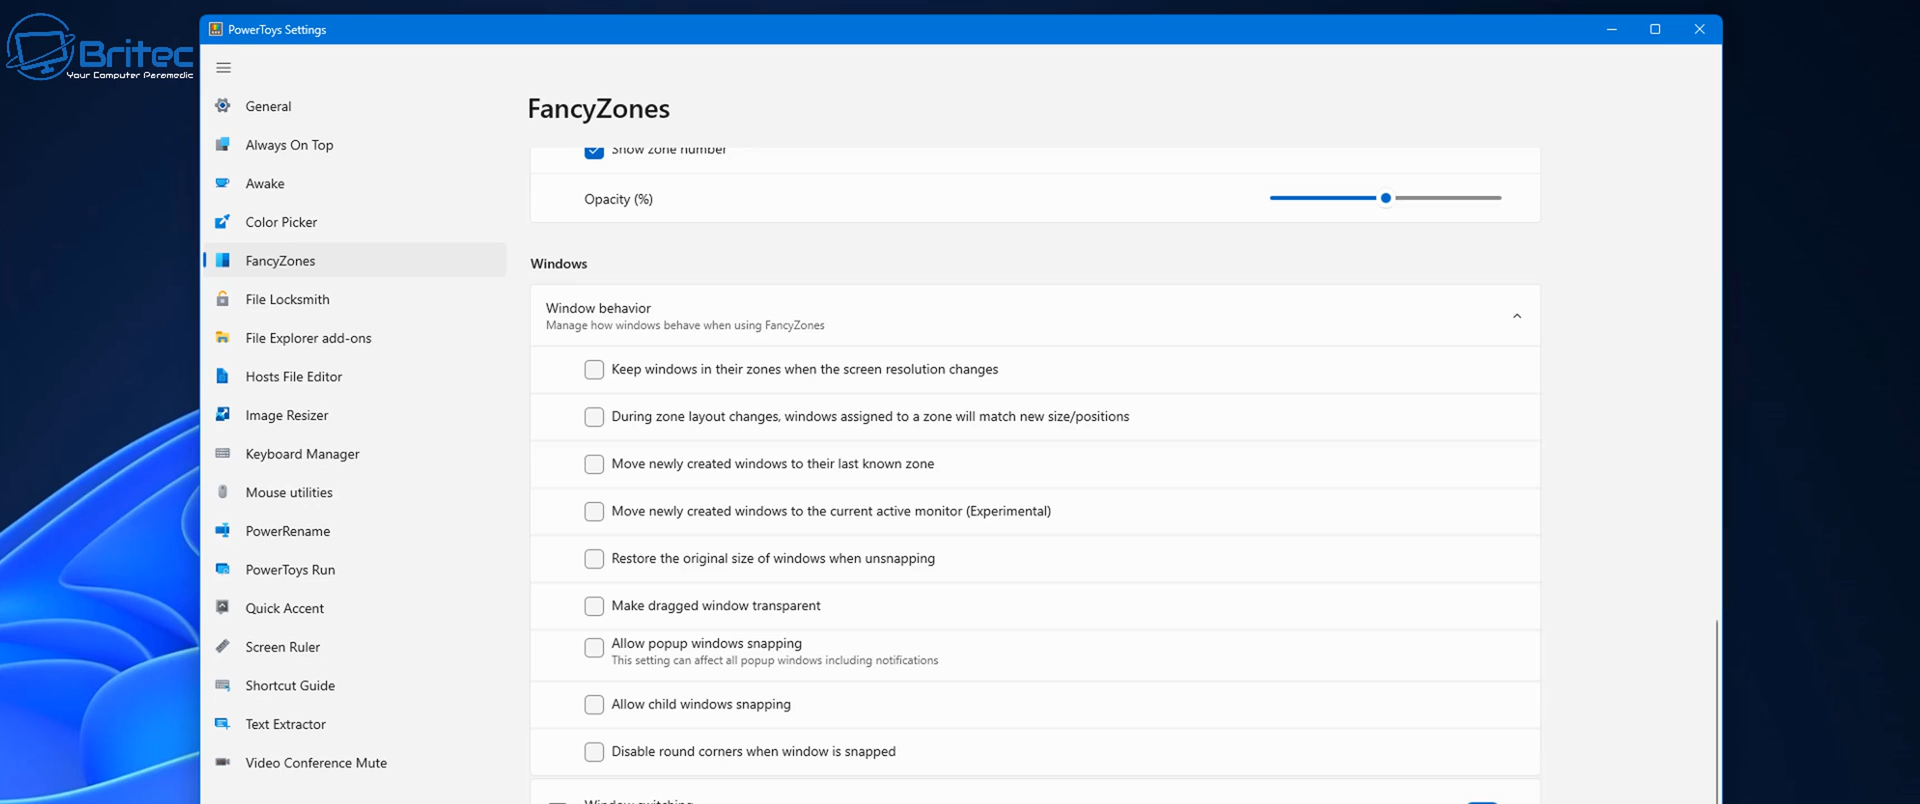 Britec
Your Computer Paramedic
PowerToys Settings
General
Always On Top
Awake
Color Picker
FancyZones
File Locksmith
File Explorer add-ons
Hosts File Editor
Image Resizer
Keyboard Manager
Mouse utilities
PowerRename
PowerToys Run
Quick Accent
Screen Ruler
Shortcut Guide
Text Extractor
Video Conference Mute
FancyZones
Show zone number
Opacity (%)
Windows
Window behavior
Manage how windows behave when using FancyZones
Keep windows in their zones when the screen resolution changes
During zone layout changes, windows assigned to a zone will match new size/positions
Move newly created windows to their last known zone
Move newly created windows to the current active monitor (Experimental)
Restore the original size of windows when unsnapping
Make dragged window transparent
Allow popup windows snapping
This setting can affect all popup windows including notifications
Allow child windows snapping
Disable round corners when window is snapped
Window switching